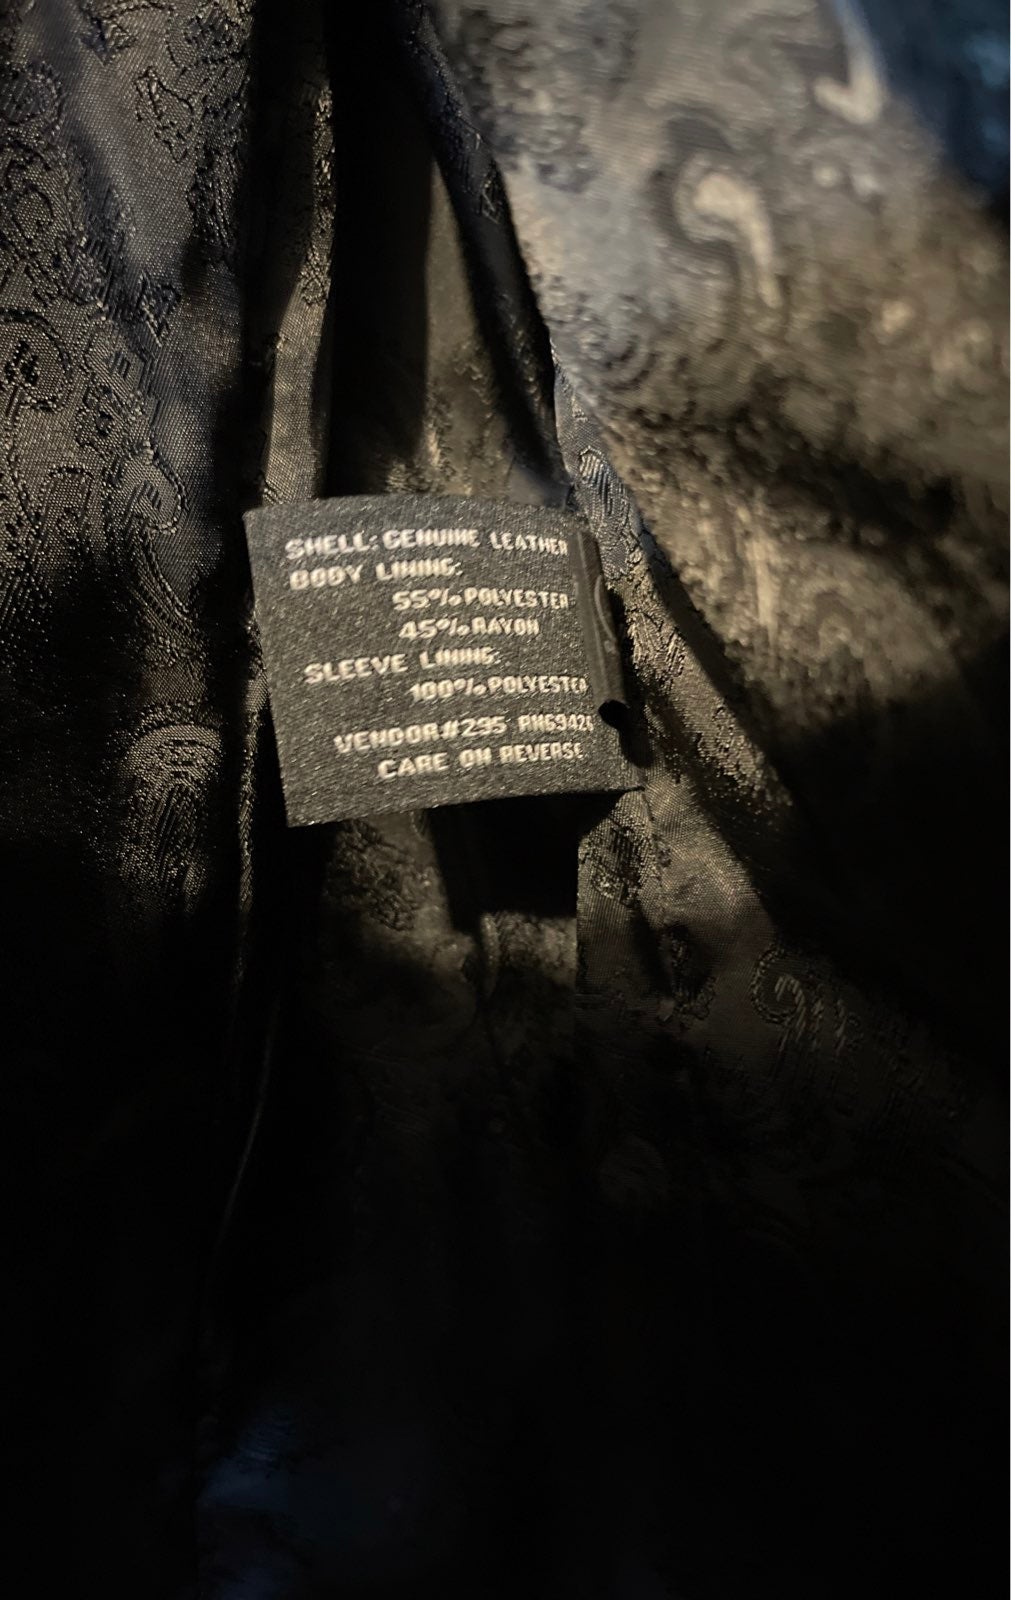 SHELL: GENUINE LEATHER
BODY LINING:
55% POLYESTER
45% RAYON
SLEEVE LINING:
100% POLYESTER
VENDOR#295
CARE ON REVERSE